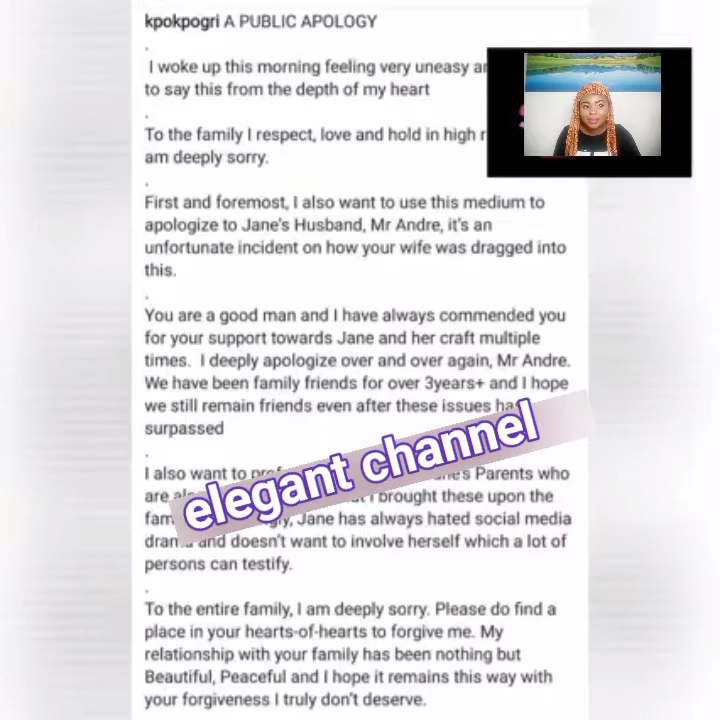 kpokpogri A PUBLIC APOLOGY
.
I woke up this morning feeling very uneasy
to say this from the depth of my heart
.
To the family I respect, love and hold in high
am deeply sorry.
.
First and foremost, I also want to use this medium to
apologize to Jane's Husband, Mr Andre, it's an
unfortunate incident on how your wife was dragged into
this.
.
You are a good man and I have always commended you
for your support towards Jane and her craft multiple
times. I deeply apologize over and over again, Mr Andre.
We have been family friends for over 3years+ and I hope
we still remain friends even after these issues
surpassed
.
I also want to Parents who
are I brought these upon the
Jane has always hated social media
and doesn't want to involve herself which a lot of
persons can testify.
.
To the entire family, I am deeply sorry. Please do find a
place in your hearts-of-hearts to forgive me. My
relationship with your family has been nothing but
Beautiful, Peaceful and I hope it remains this way with
your forgiveness I truly don't deserve.
elegant channel